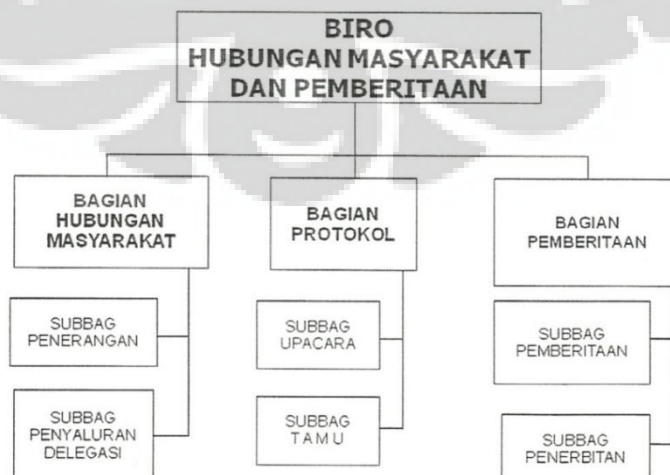 BIRO
HUBUNGAN MASYARAKAT
DAN PEMBERITAAN
BAGIAN
HUBUNGAN
MASYARAKAT
BAGIAN
PROTOKOL
BAGIAN
PEMBERITAAN
SUBBAG
PENERANGAN
SUBBAG
UPACARA
SUBBAG
PEMBERITAAN
SUBBAG
PENYALURAN
DELEGASI
SUBBAG
TAMU
SUBBAG
PENERBITAN